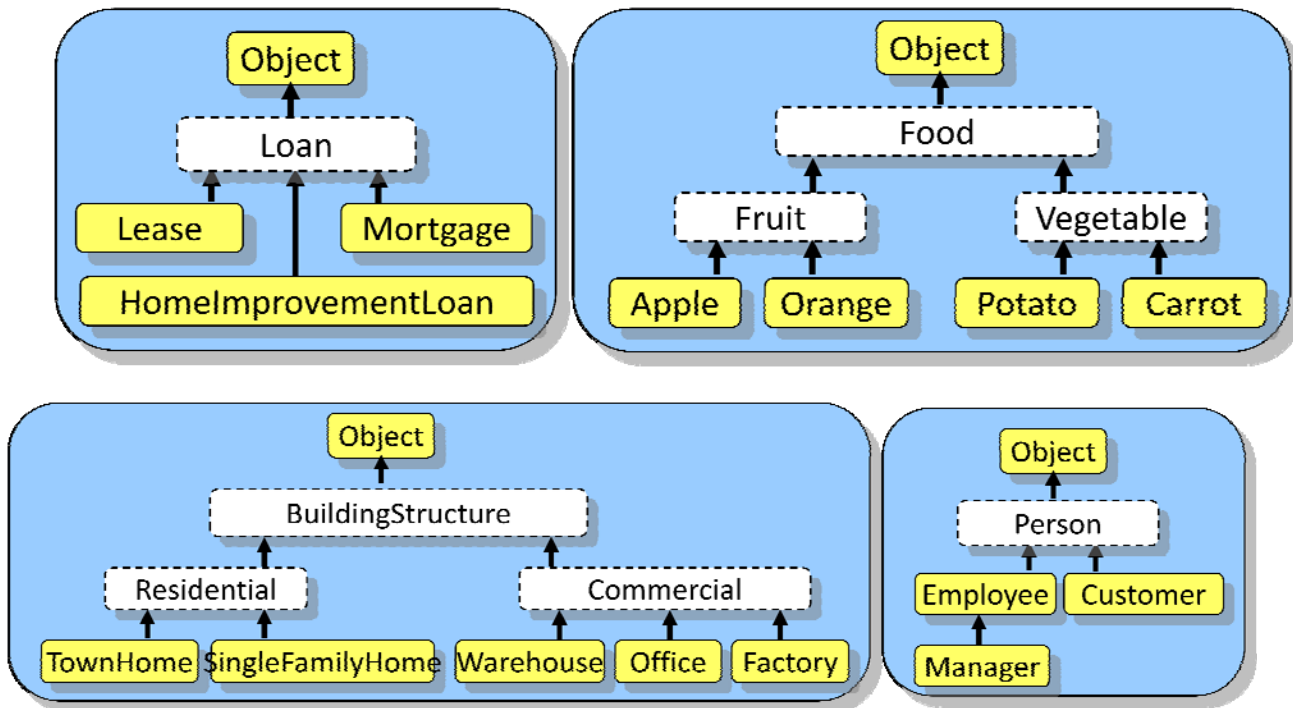 Object
Loan
Lease
Mortgage
HomeImprovementLoan
Object
Food
Fruit
Vegetable
Apple
Orange
Potato
Carrot
Object
BuildingStructure
Residential
Commercial
TownHome
SingleFamilyHome
Warehouse
Office
Factory
Object
Person
Employee
Customer
Manager